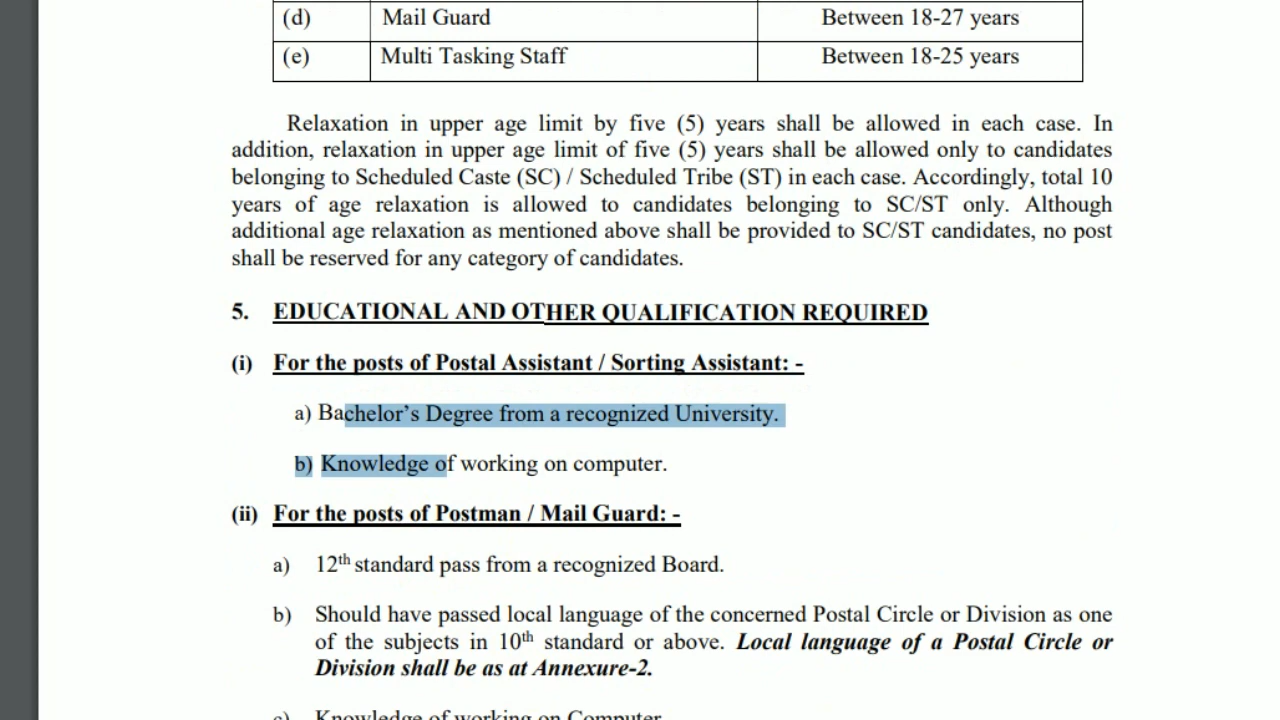 (d) Mail Guard Between 18-27 years
(e) Multi Tasking Staff Between 18-25 years
Relaxation in upper age limit by five (5) years shall be allowed in each case. In
addition, relaxation in upper age limit of five (5) years shall be allowed only to candidates
belonging to Scheduled Caste (SC) / Scheduled Tribe (ST) in each case. Accordingly, total 10
years of age relaxation is allowed to candidates belonging to SC/ST only. Although
additional age relaxation as mentioned above shall be provided to SC/ST candidates, no post
shall be reserved for any category of candidates.
5. EDUCATIONAL AND OTHER QUALIFICATION REQUIRED
(i) For the posts of Postal Assistant / Sorting Assistant: -
a) Bachelor’s Degree from a recognized University.
b) Knowledge of working on computer.
(ii) For the posts of Postman / Mail Guard: -
a) 12th standard pass from a recognized Board.
b) Should have passed local language of the concerned Postal Circle or Division as one
of the subjects in 10th standard or above. Local language of a Postal Circle or
Division shall be as at Annexure-2.
c) Knowledge of working on Computer